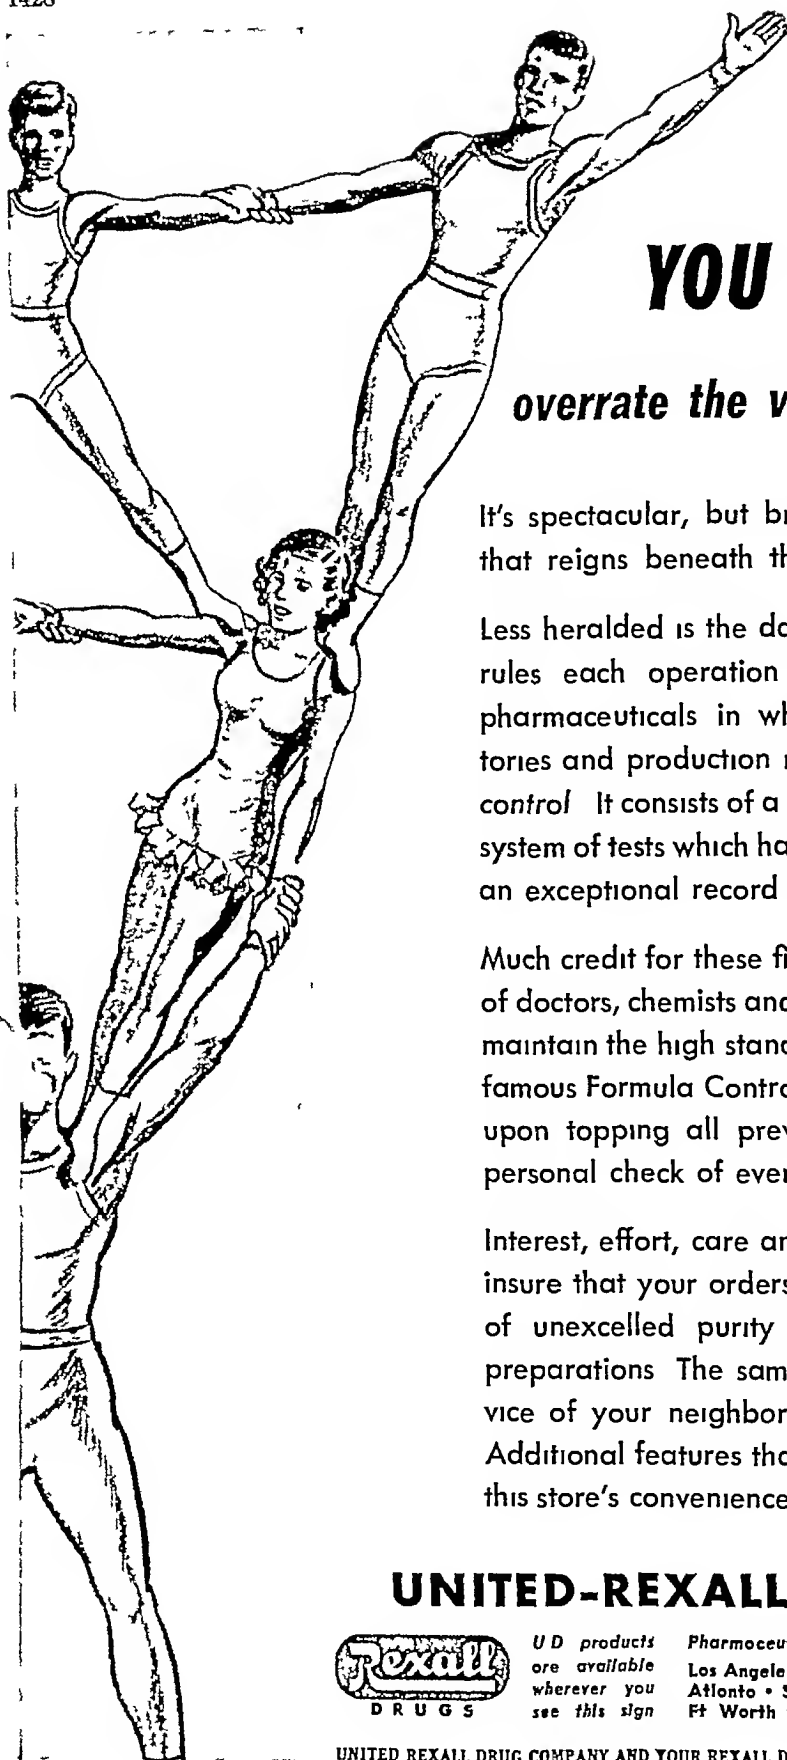 YOU
overrate the v
It's spectacular, but br
that reigns beneath th
Less heralded is the da
rules each operation
pharmaceuticals in wh
tories and production
control It consists of a
system of tests which ha
an exceptional record
Much credit for these fi
of doctors, chemists and
maintain the high stand
famous Formula Contro
upon topping all prev
personal check of ever
Interest, effort, care an
insure that your orders
of unexcelled purity
preparations The sam
vice of your neighbor
Additional features tha
this store's convenience
UNITED-REXALL
Rexall
DRUGS
U D products
are available
wherever you
see this sign
Pharmoceu
Los Angele
Atlonto • S
Ft Worth
UNITED REXALL DRUG COMPANY AND YOUR REXALL D